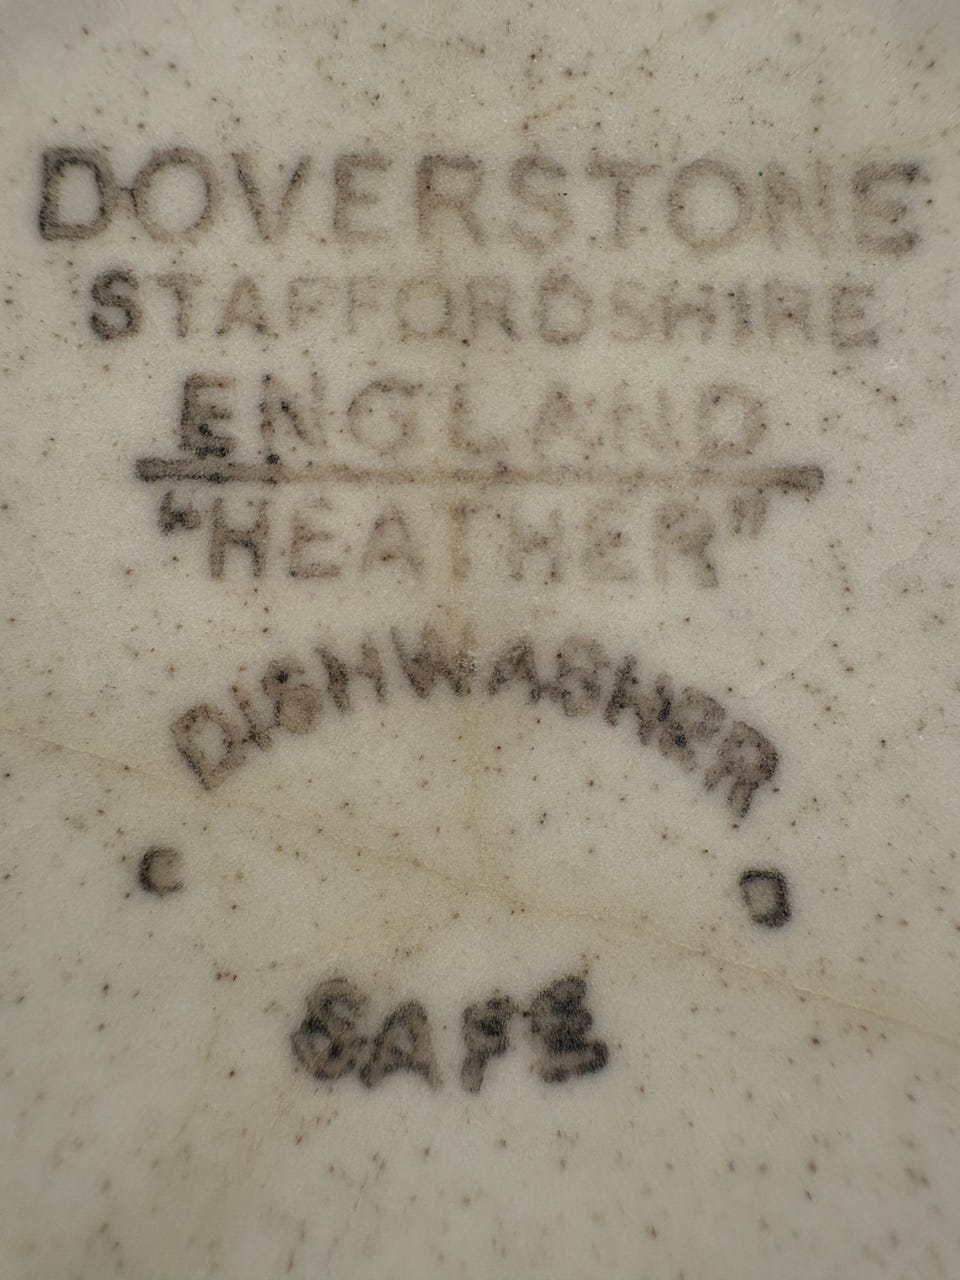 DOVERSTONE
STAFFORDSHIRE
ENGLAND
"HEATHER"
DISHWASHER
C D
SAFE